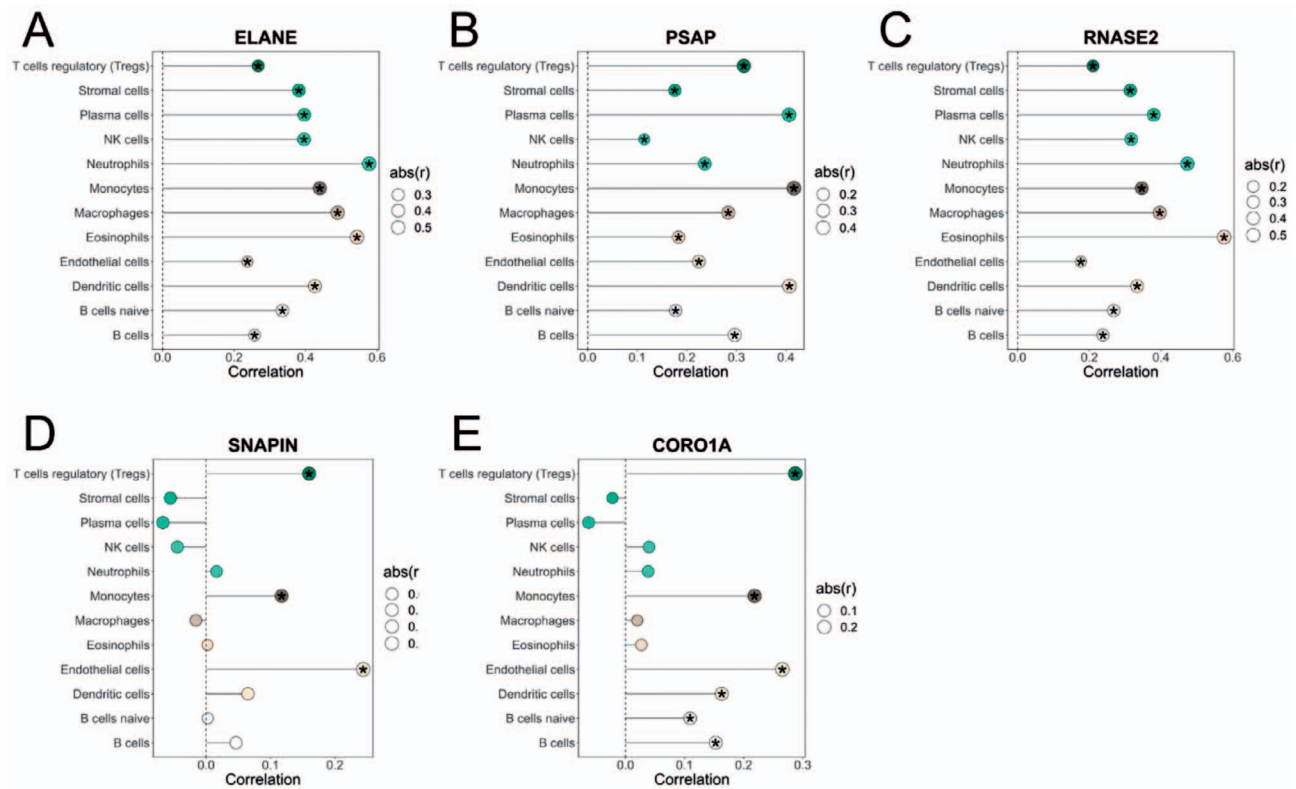 A
ELANE
T cells regulatory (Tregs)
Stromal cells
Plasma cells
NK cells
Neutrophils
Monocytes
Macrophages
Eosinophils
Endothelial cells
Dendritic cells
B cells naive
B cells
0.0 0.2 0.4 0.6
Correlation
abs(r)
0.3
0.4
0.5
B
PSAP
T cells regulatory (Tregs)
Stromal cells
Plasma cells
NK cells
Neutrophils
Monocytes
Macrophages
Eosinophils
Endothelial cells
Dendritic cells
B cells naive
B cells
0.0 0.1 0.2 0.3 0.4
Correlation
abs(r)
0.2
0.3
0.4
C
RNASE2
T cells regulatory (Tregs)
Stromal cells
Plasma cells
NK cells
Neutrophils
Monocytes
Macrophages
Eosinophils
Endothelial cells
Dendritic cells
B cells naive
B cells
0.0 0.2 0.4 0.6
Correlation
abs(r)
0.2
0.3
0.4
0.5
D
SNAPIN
T cells regulatory (Tregs)
Stromal cells
Plasma cells
NK cells
Neutrophils
Monocytes
Macrophages
Eosinophils
Endothelial cells
Dendritic cells
B cells naive
B cells
0.0 0.2
Correlation
abs(r
0.
0.
0.
0.
E
CORO1A
T cells regulatory (Tregs)
Stromal cells
Plasma cells
NK cells
Neutrophils
Monocytes
Macrophages
Eosinophils
Endothelial cells
Dendritic cells
B cells naive
B cells
0.0 0.1 0.2 0.3
Correlation
abs(r)
0.1
0.2